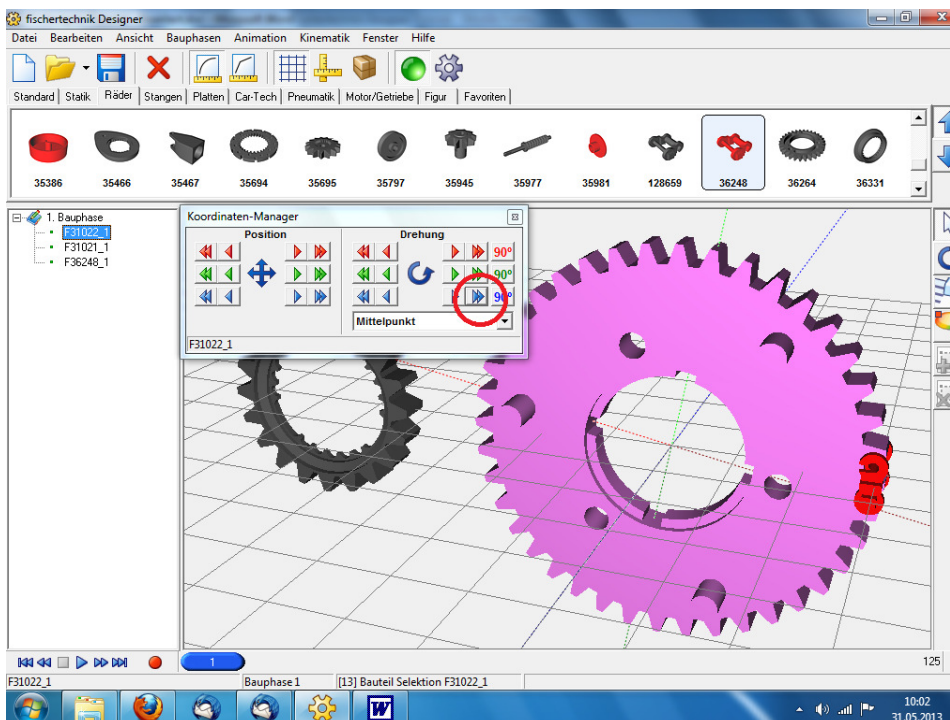 fischertechnik Designer
Datei Bearbeiten Ansicht Bauphasen Animation Kinematik Fenster Hilfe
Standard Statik Räder Stangen Platten Car-Tech Pneumatik Motor/Getriebe Figur Favoriten
35386 35466 35467 35694 35695 35797 35945 35977 35981 128659 36248 36264 36331
1. Bauphase
F31022_1
F31021_1
F36248_1
Koordinaten-Manager
Position Drehung
90°
90°
90°
Mittelpunkt
F31022_1
1 125
F31022_1 Bauphase 1 [13] Bauteil Selektion F31022_1
W 10:02
31.05.2013